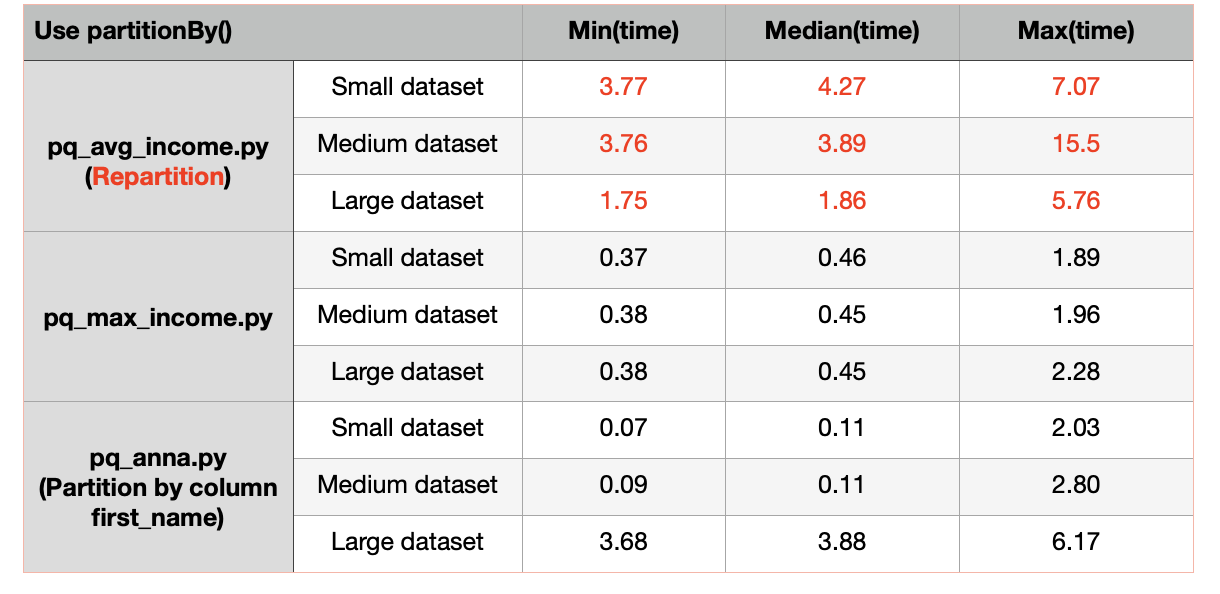 Use partitionBy() Min(time) Median(time) Max(time)
pq_avg_income.py
(Repartition)
Small dataset 3.77 4.27 7.07
Medium dataset 3.76 3.89 15.5
Large dataset 1.75 1.86 5.76
pq_max_income.py
Small dataset 0.37 0.46 1.89
Medium dataset 0.38 0.45 1.96
Large dataset 0.38 0.45 2.28
pq_anna.py
(Partition by column
first_name)
Small dataset 0.07 0.11 2.03
Medium dataset 0.09 0.11 2.80
Large dataset 3.68 3.88 6.17